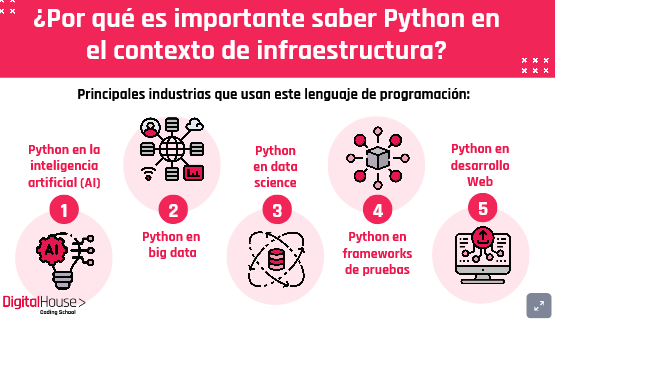 ¿Por qué es importante saber Python en
el contexto de infraestructura?
Principales industrias que usan este lenguaje de programación:
Python en la
inteligencia
artificial (AI)
1
AI
2
Python en
big data
Python
en data
science
3
4
Python en
frameworks
de pruebas
Python en
desarrollo
Web
5
DigitalHouse>
Coding School